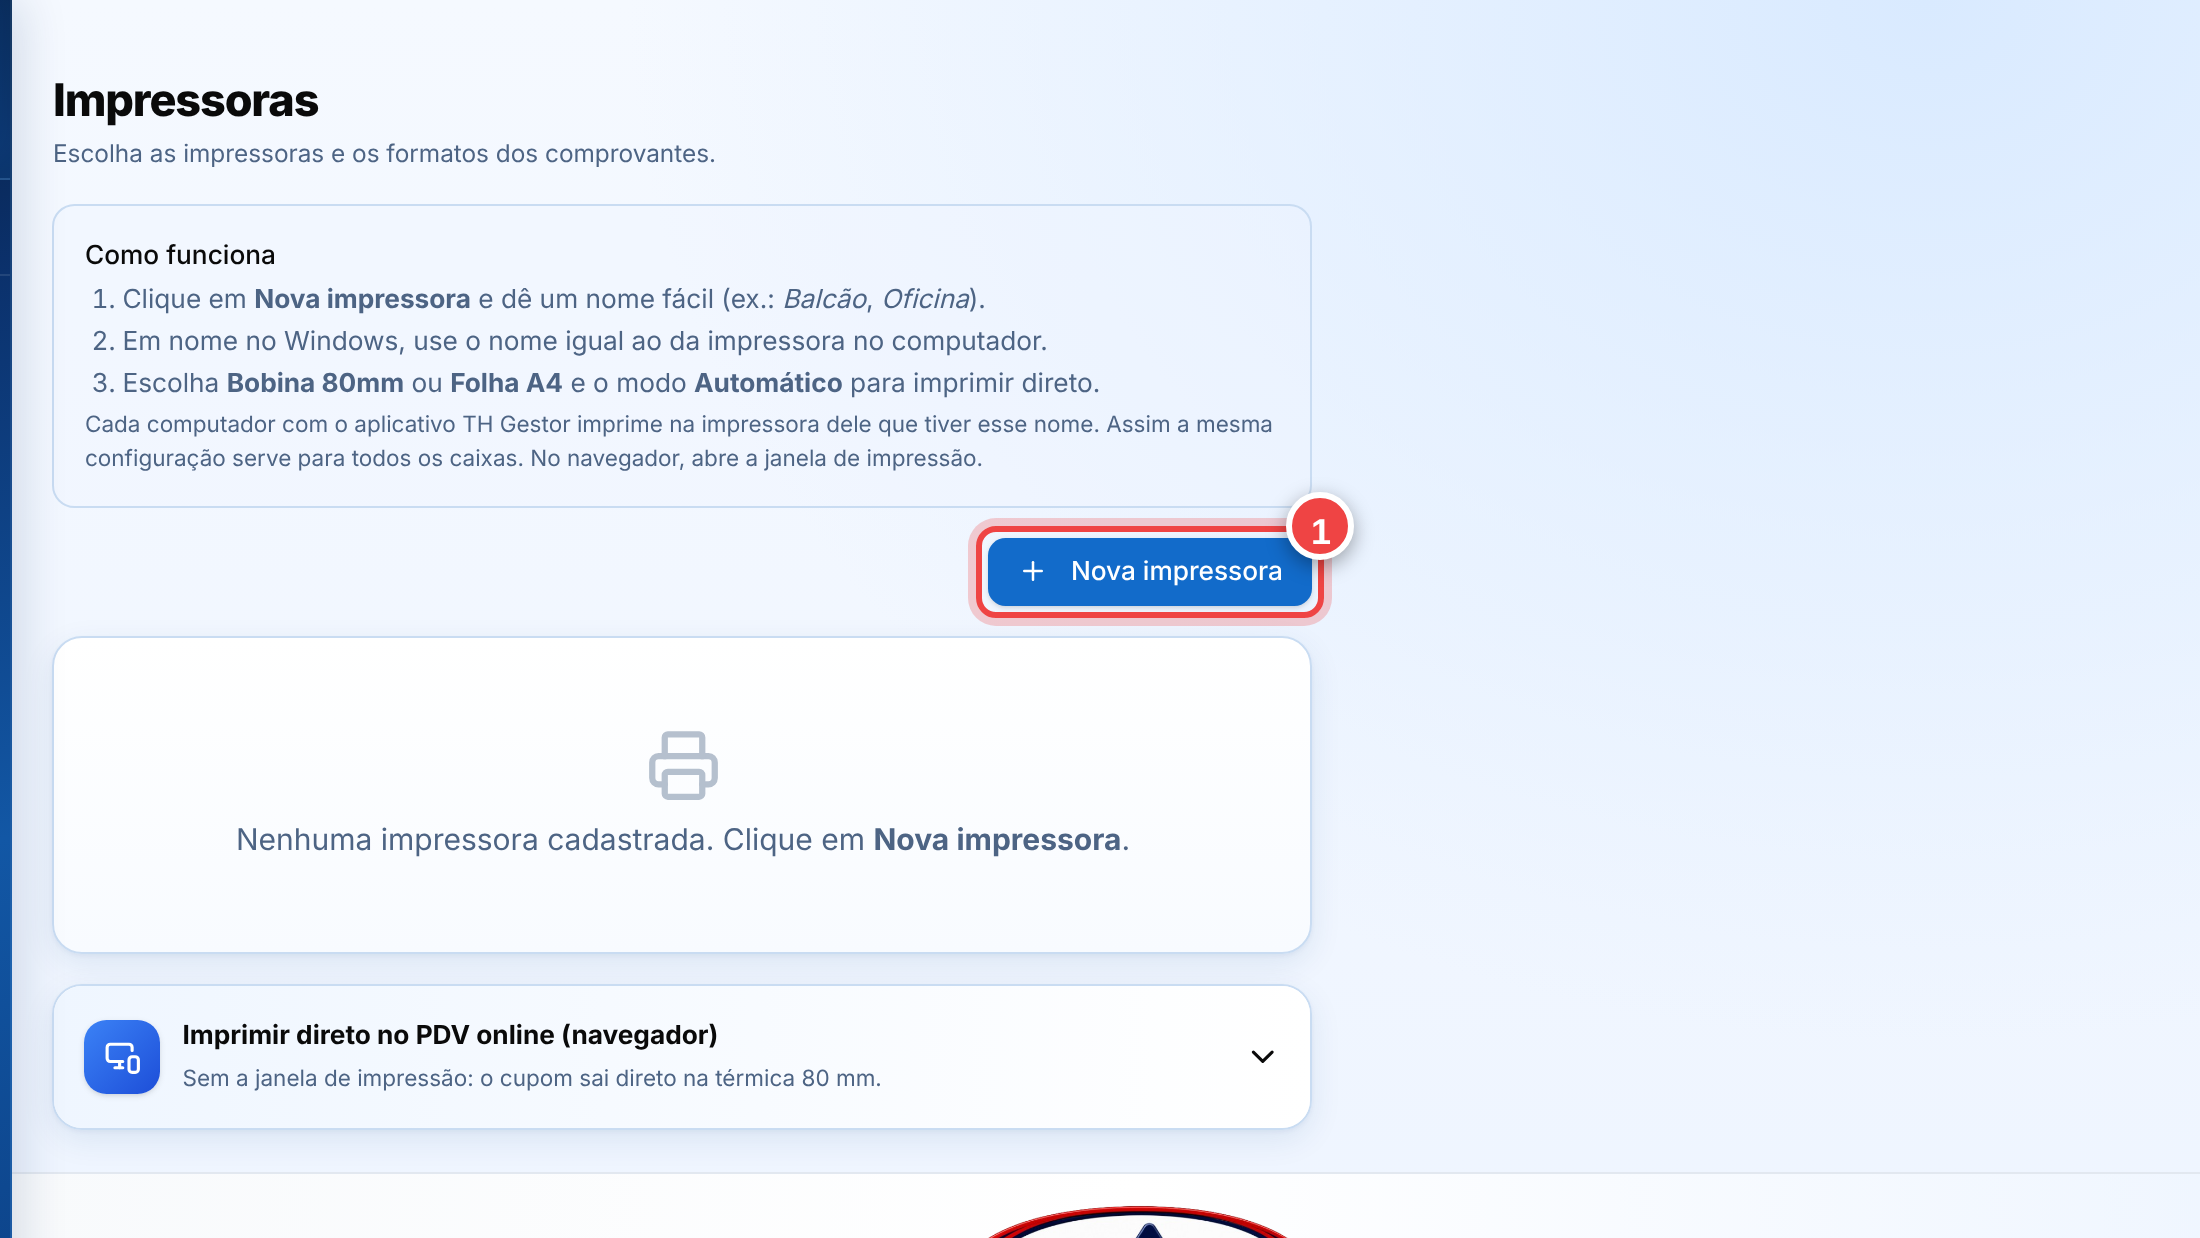 Impressoras
Escolha as impressoras e os formatos dos comprovantes.
Como funciona
1. Clique em Nova impressora e dê um nome fácil (ex.: Balcão, Oficina).
2. Em nome no Windows, use o nome igual ao da impressora no computador.
3. Escolha Bobina 80mm ou Folha A4 e o modo Automático para imprimir direto.
Cada computador com o aplicativo TH Gestor imprime na impressora dele que tiver esse nome. Assim a mesma
configuração serve para todos os caixas. No navegador, abre a janela de impressão.
1
Nova impressora
Nenhuma impressora cadastrada. Clique em Nova impressora.
Imprimir direto no PDV online (navegador)
Sem a janela de impressão: o cupom sai direto na térmica 80 mm.